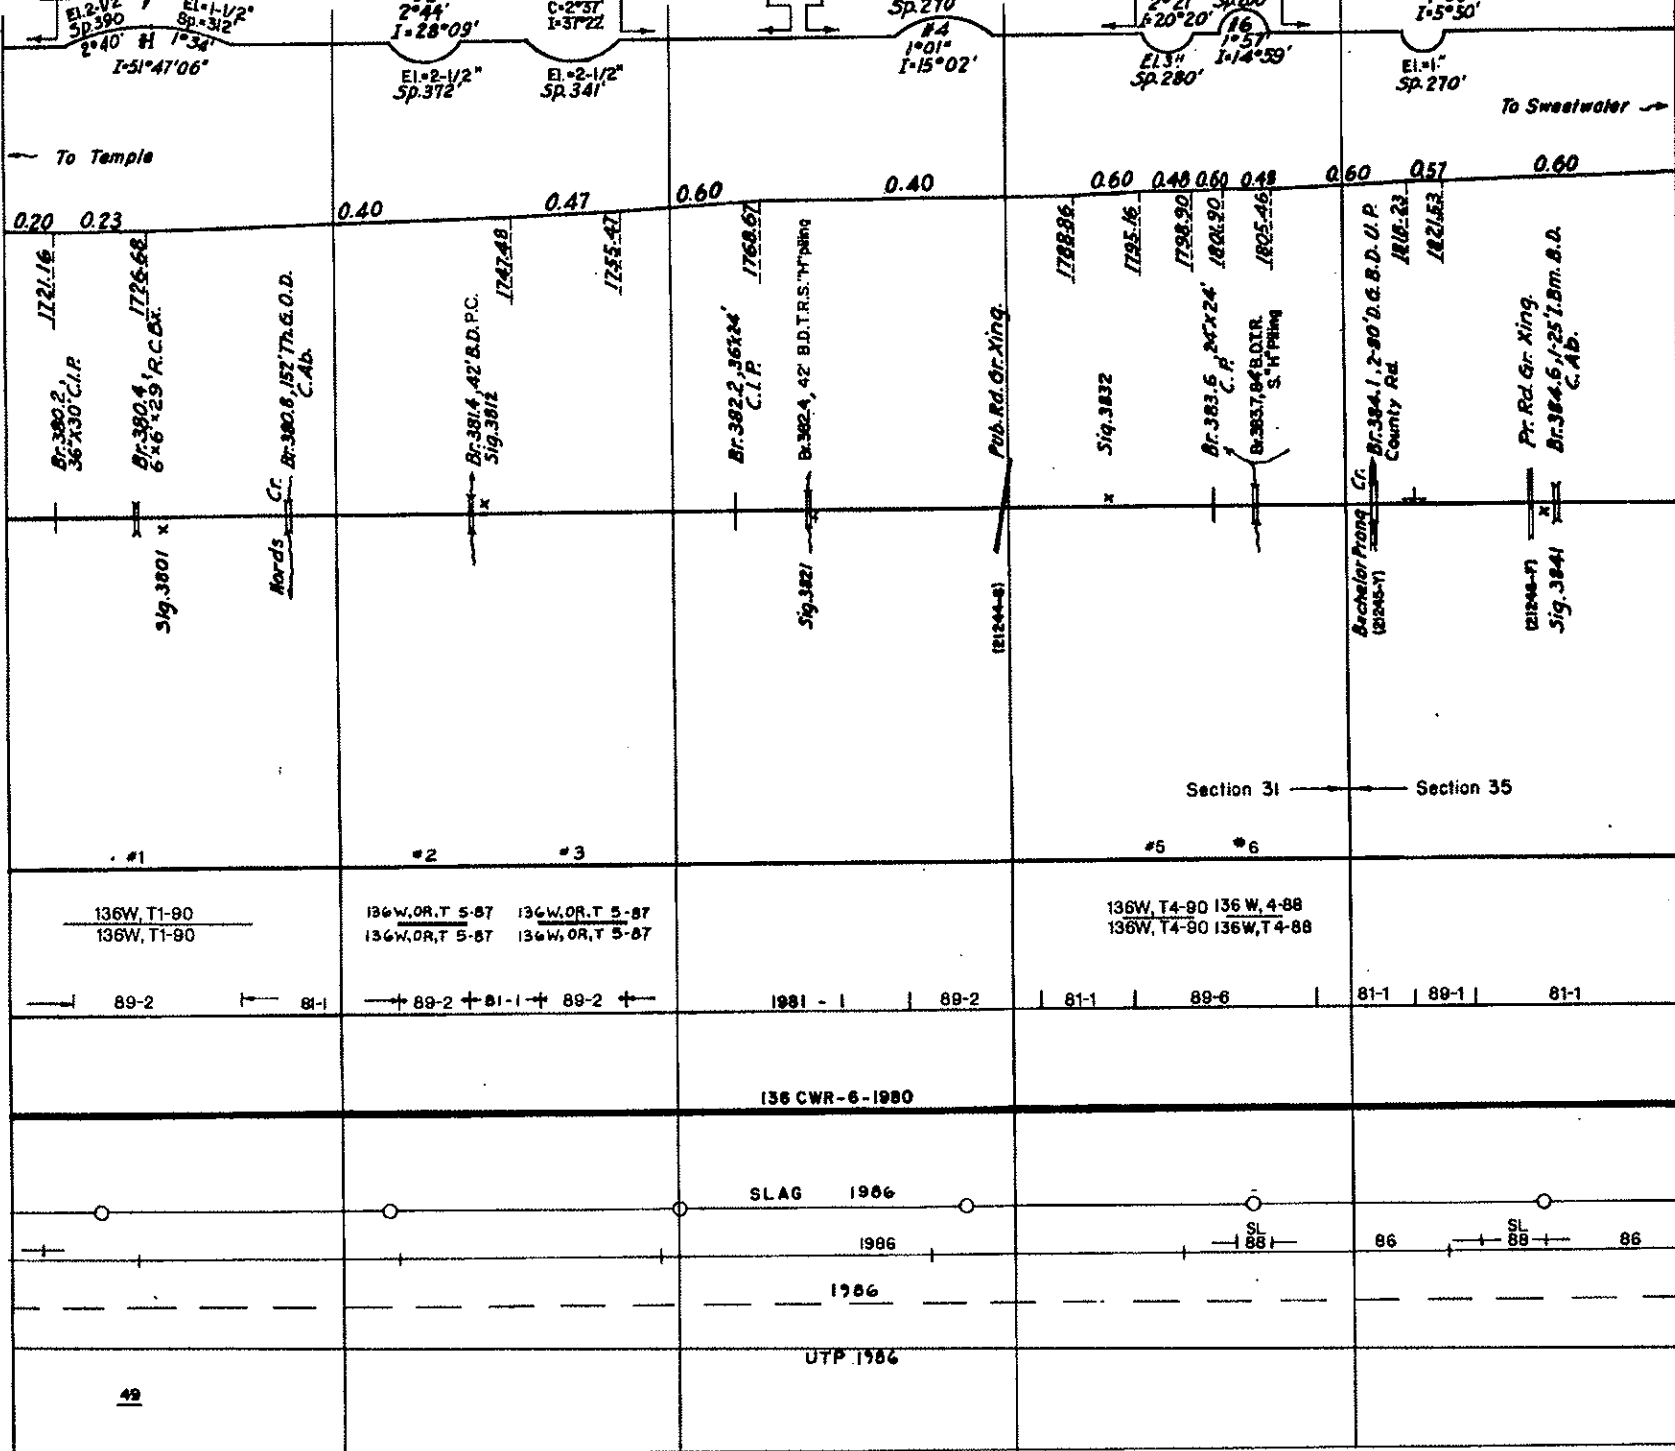 El.2-1/2"
Sp.390
El=1-1/2"
Sp.=312'
2°40'
#1
1°34'
I=51°47'06"
2°44'
I=28°09'
El.=2-1/2"
Sp.372'
C=2°37'
I=37°22'
El.=2-1/2"
Sp.341'
Sp.270'
#4
1°01'
I=15°02'
2°21'
I=20°20'
El.3"
Sp.280'
#6
1°57'
I=14°59'
I=5°30'
El.=1"
Sp.270'
To Sweetwater
To Temple
0.20 0.23 0.40 0.47 0.60 0.40 0.60 0.48 0.60 0.48 0.60 0.57 0.60
1721.16
1726.68
1747.48
1755.47
1768.67
1788.86
1795.16
1798.90
1801.90
1805.46
1818.23
1821.53
Br.380.2,
36"x30'C.I.P.
Br.380.4,
6'x6'x29'R.C.Bx.
Sig.3801
Kords Cr.
Br.380.8,152'Th.G.O.D.
C.Ab.
Br.381.4,42'B.D.P.C.
Sig.3812
Br.382.2,36"x24'
C.I.P.
Br.382.4, 42' B.D.T.R.S."H"piling
Sig.3821
Pub.Rd.Gr.Xing.
(21244-S)
Sig.3832
Br.383.6,24"x24'
C.P.
Br.383.7,84'B.D.T.R.
S."H"Piling
Bachelor Prong Cr.
(21245-Y)
Br.384.1,2-80'D.G.B.D.U.P.
County Rd.
Pr.Rd.Gr.Xing.
Br.384.6,1-25'I.Bm.B.D.
C.Ab.
Sig.3841
Section 31
Section 35
#1 #2 #3 #5 #6
136W, T1-90
136W, T1-90
136W,OR,T 5-87
136W,OR,T 5-87
136W,OR,T 5-87
136W,OR,T 5-87
136W, T4-90 136 W, 4-88
136W, T4-90 136W,T4-88
89-2 81-1 89-2 81-1 89-2 1981 - 1 89-2 81-1 89-6 81-1 89-1 81-1
136 CWR-6-1980
SLAG 1986
1986
SL
88
86
SL
88
86
1986
UTP 1986
49